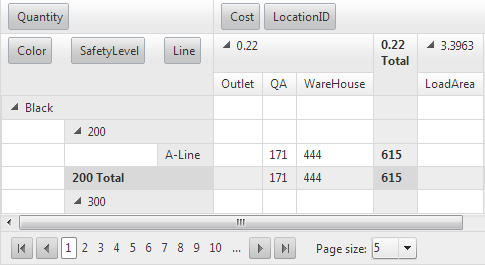 Quantity Cost LocationID
Color SafetyLevel Line 0.22 0.22 Total 3.3963
Outlet QA WareHouse LoadArea
Black
200
A-Line 171 444 615
200 Total 171 444 615
300
1 2 3 4 5 6 7 8 9 10 ... Page size: 5